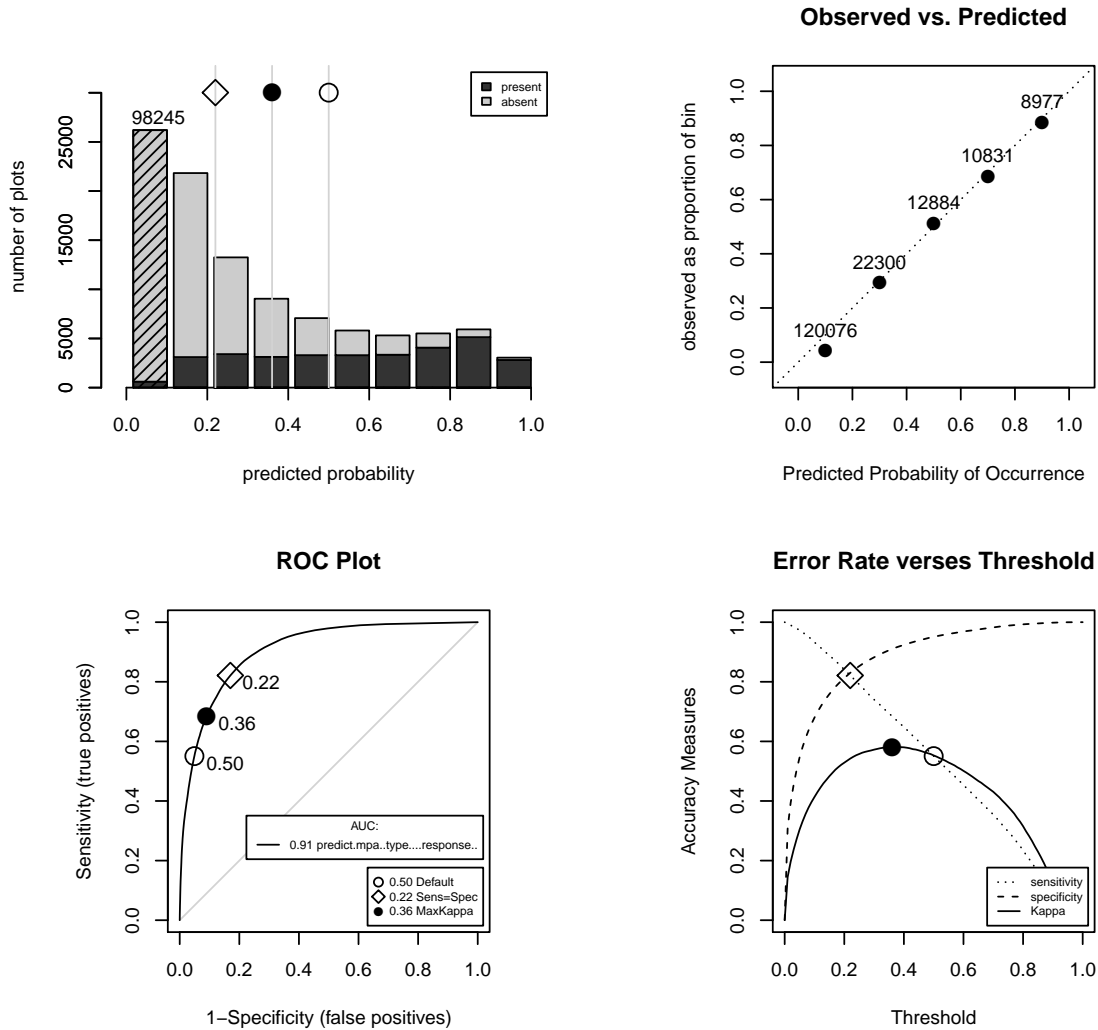 number of plots
0
5000
15000
25000
98245
present
absent
0.0 0.2 0.4 0.6 0.8 1.0
predicted probability
Observed vs. Predicted
observed as proportion of bin
0.0 0.2 0.4 0.6 0.8 1.0
120076
22300
12884
10831
8977
0.0 0.2 0.4 0.6 0.8 1.0
Predicted Probability of Occurrence
ROC Plot
Sensitivity (true positives)
0.0 0.2 0.4 0.6 0.8 1.0
0.22
0.36
0.50
AUC:
0.91 predict.mpa..type....response..
0.50 Default
0.22 Sens=Spec
0.36 MaxKappa
0.0 0.2 0.4 0.6 0.8 1.0
1−Specificity (false positives)
Error Rate verses Threshold
Accuracy Measures
0.0 0.2 0.4 0.6 0.8 1.0
sensitivity
specificity
Kappa
0.0 0.2 0.4 0.6 0.8 1.0
Threshold